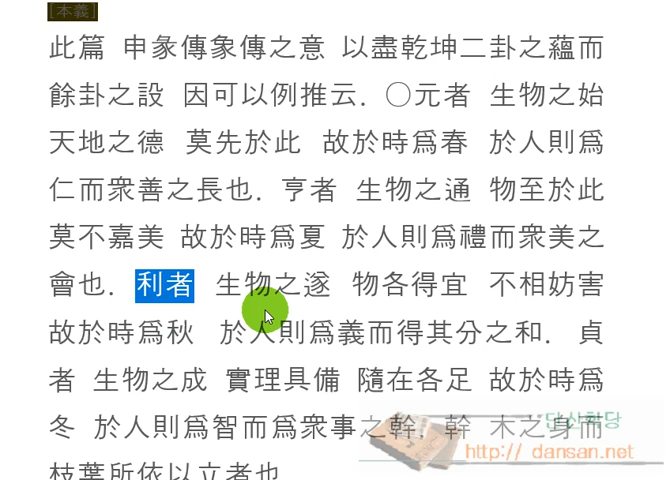 [本義]
此篇 申彖傳象傳之意 以盡乾坤二卦之蘊而
餘卦之說 因可以例推云. ○元者 生物之始
天地之德 莫先於此 故於時爲春 於人則爲
仁而衆善之長也. 亨者 生物之通 物至於此
莫不嘉美 故於時爲夏 於人則爲禮而衆美之
會也. 利者 生物之遂 物各得宜 不相妨害
故於時爲秋 於人則爲義而得其分之和. 貞
者 生物之成 實理具備 隨在各足 故於時爲
冬 於人則爲智而爲衆事之幹. 幹 木之身而
枝葉所依以立者也
단산학당
http:// dansan.net